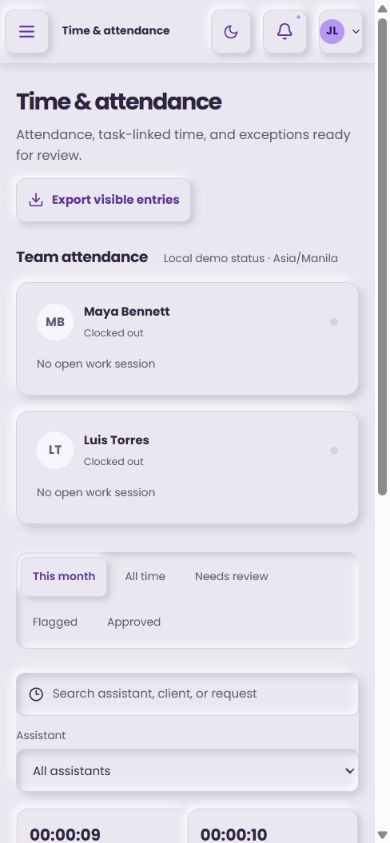 Time & attendance
JL
Time & attendance
Attendance, task-linked time, and exceptions ready
for review.
Export visible entries
Team attendance Local demo status · Asia/Manila
MB
Maya Bennett
Clocked out
No open work session
LT
Luis Torres
Clocked out
No open work session
This month All time Needs review
Flagged Approved
Search assistant, client, or request
Assistant
All assistants
00:00:09 00:00:10